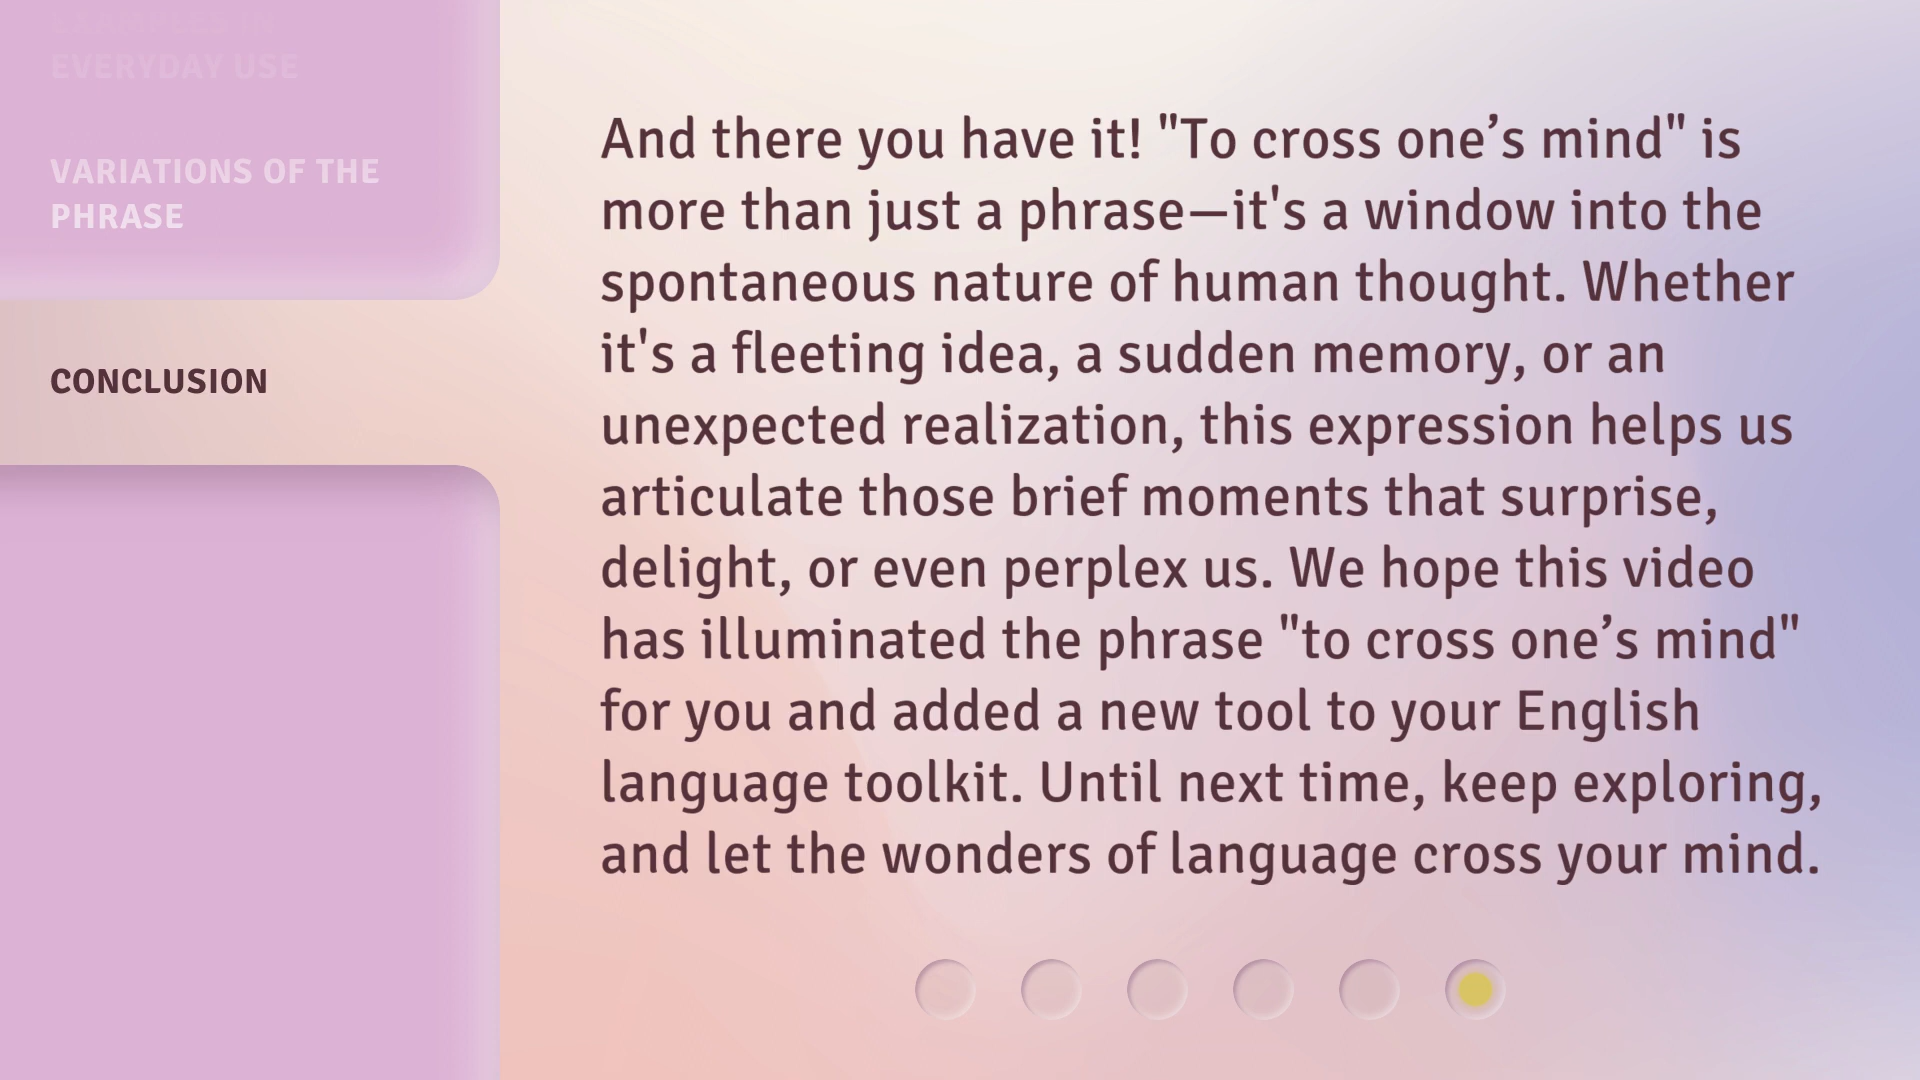 EVERYDAY USE
VARIATIONS OF THE
PHRASE
CONCLUSION
And there you have it! "To cross one’s mind" is
more than just a phrase—it's a window into the
spontaneous nature of human thought. Whether
it's a fleeting idea, a sudden memory, or an
unexpected realization, this expression helps us
articulate those brief moments that surprise,
delight, or even perplex us. We hope this video
has illuminated the phrase "to cross one’s mind"
for you and added a new tool to your English
language toolkit. Until next time, keep exploring,
and let the wonders of language cross your mind.